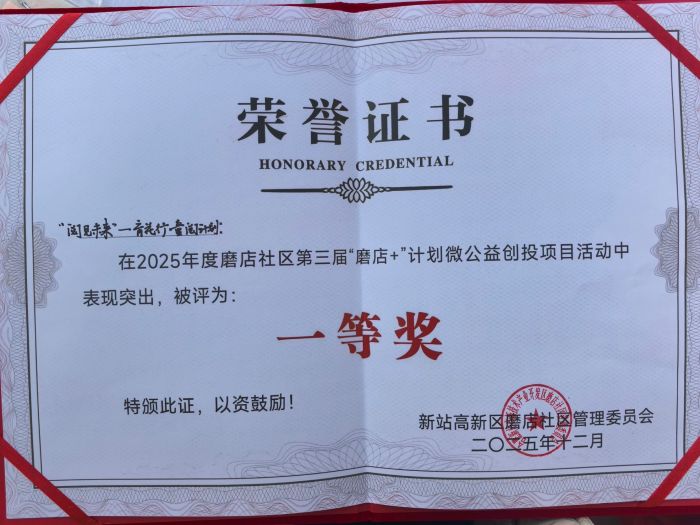 荣誉证书
HONORARY CREDENTIAL
"阅见未来"一育苗行童阅计划:
在2025年度磨店社区第三届"磨店+"计划微公益创投项目活动中
表现突出，被评为：
一等奖
特颁此证，以资鼓励！
新站高新区磨店社区管理委员会
二〇二五年十二月